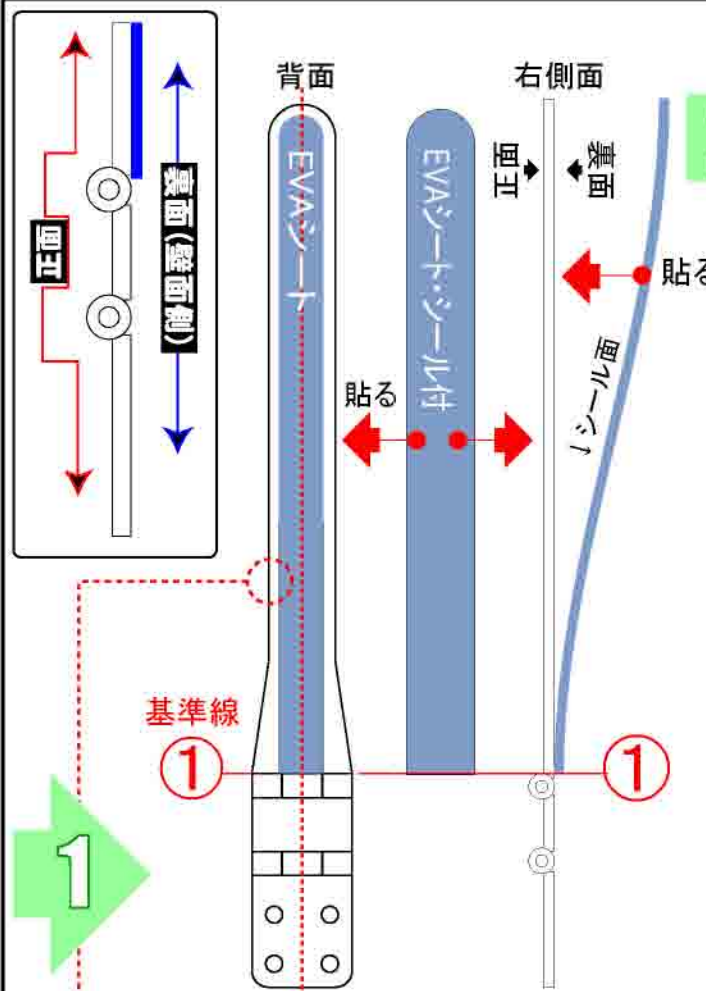 正面
裏面(壁面側)
背面
EVAシート
貼る
EVAシート・シール付
右側面
正面
裏面
貼る
↓シール面
基準線
①
①
1